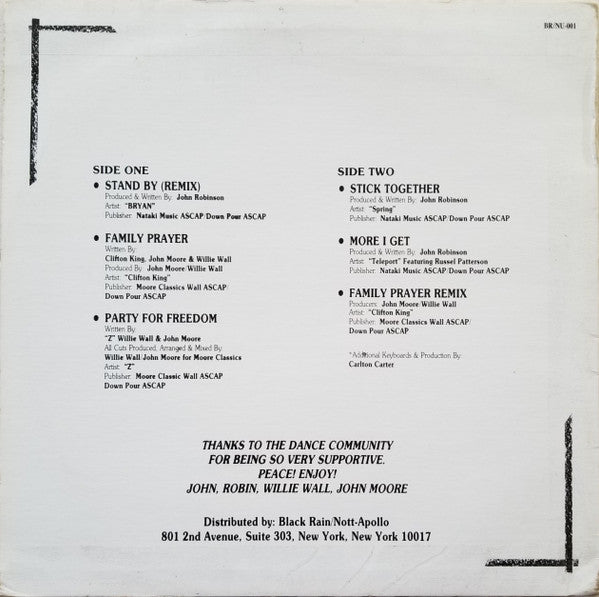 BR/NU-001
SIDE ONE
• STAND BY (REMIX)
Produced & Written By: John Robinson
Artist: "BRYAN"
Publisher: Nataki Music ASCAP/Down Pour ASCAP
• FAMILY PRAYER
Written By:
Clifton King, John Moore & Willie Wall
Produced By: John Moore/Willie Wall
Artist: "Clifton King"
Publisher: Moore Classics Wall ASCAP/
Down Pour ASCAP
• PARTY FOR FREEDOM
Written By:
"Z" Willie Wall & John Moore
All Cuts Produced, Arranged & Mixed By
Willie Wall/John Moore for Moore Classics
Artist: "Z"
Publisher: Moore Classic Wall ASCAP
Down Pour ASCAP
SIDE TWO
• STICK TOGETHER
Produced & Written By: John Robinson
Artist: "Spring"
Publisher: Nataki Music ASCAP/Down Pour ASCAP
• MORE I GET
Produced & Written By: John Robinson
Artist: "Teleport" Featuring Russel Patterson
Publisher: Nataki Music ASCAP/Down Pour ASCAP
• FAMILY PRAYER REMIX
Producers: John Moore/Willie Wall
Artist: "Clifton King"
Publisher: Moore Classics Wall ASCAP/
Down Pour ASCAP
*Additional Keyboards & Production By:
Carlton Carter
THANKS TO THE DANCE COMMUNITY
FOR BEING SO VERY SUPPORTIVE.
PEACE! ENJOY!
JOHN, ROBIN, WILLIE WALL, JOHN MOORE
Distributed by: Black Rain/Nott-Apollo
801 2nd Avenue, Suite 303, New York, New York 10017